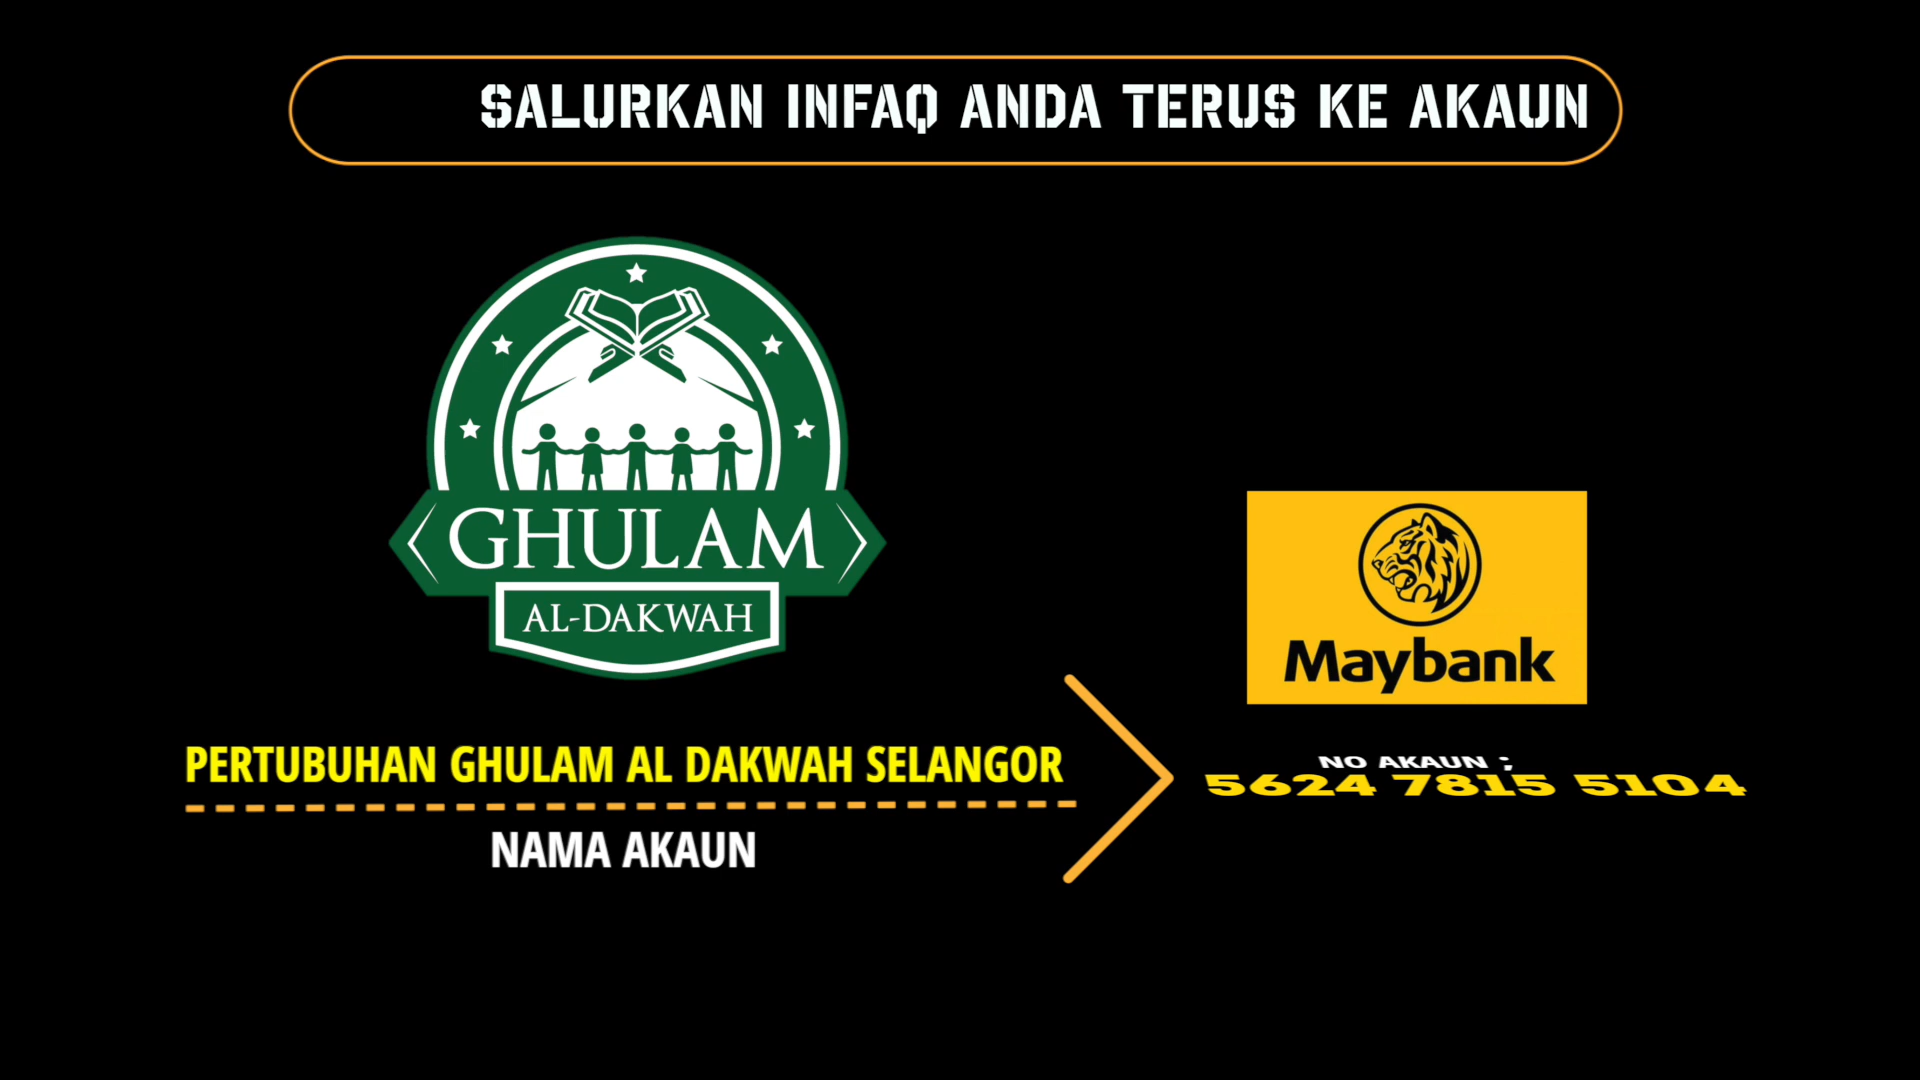 SALURKAN INFAQ ANDA TERUS KE AKAUN
GHULAM
AL-DAKWAH
PERTUBUHAN GHULAM AL DAKWAH SELANGOR
NAMA AKAUN
Maybank
NO AKAUN :
5624 7815 5104